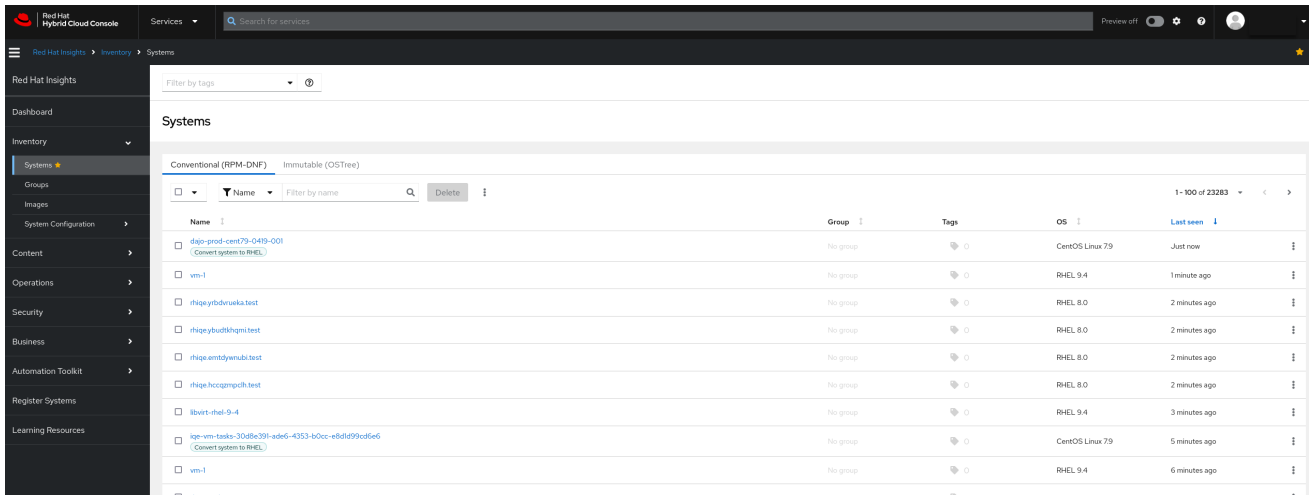 Red Hat
Hybrid Cloud Console
Services
Search for services
Preview off
Red Hat Insights > Inventory > Systems
Red Hat Insights
Dashboard
Inventory
Systems
Groups
Images
System Configuration
Content
Operations
Security
Business
Automation Toolkit
Register Systems
Learning Resources
Filter by tags
Systems
Conventional (RPM-DNF) Immutable (OSTree)
Name Filter by name Delete 1 - 100 of 23283
Name Group Tags OS Last seen
dajo-prod-cent79-0419-001 No group 0 CentOS Linux 7.9 Just now
Convert system to RHEL
vm-1 No group 0 RHEL 9.4 1 minute ago
rhiqe.yrbdvrueka.test No group 0 RHEL 8.0 2 minutes ago
rhiqe.ybudtkhqmi.test No group 0 RHEL 8.0 2 minutes ago
rhiqe.emtdywnubi.test No group 0 RHEL 8.0 2 minutes ago
rhiqe.hccqzmpclh.test No group 0 RHEL 8.0 2 minutes ago
libvirt-rhel-9-4 No group 0 RHEL 9.4 3 minutes ago
iqe-vm-tasks-30d8e391-ade6-4353-b0cc-e8d1d99cd6e6 No group 0 CentOS Linux 7.9 5 minutes ago
Convert system to RHEL
vm-1 No group 0 RHEL 9.4 6 minutes ago